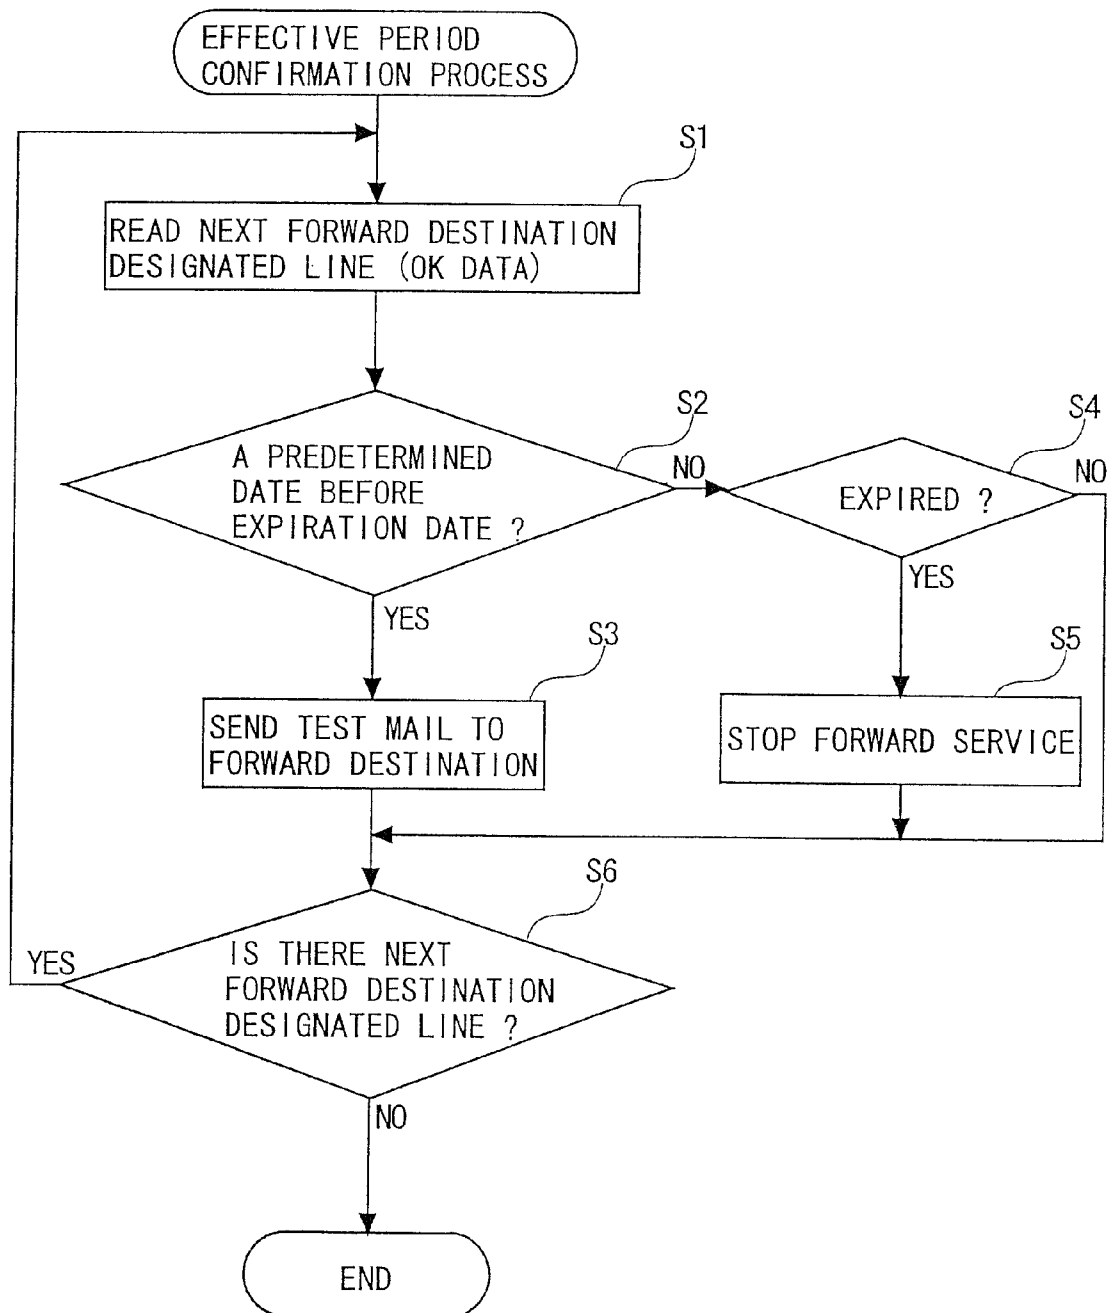 EFFECTIVE PERIOD
CONFIRMATION PROCESS
S1
READ NEXT FORWARD DESTINATION
DESIGNATED LINE (OK DATA)
S2
A PREDETERMINED
DATE BEFORE
EXPIRATION DATE ?
NO
S4
EXPIRED ?
NO
YES
YES
S3
SEND TEST MAIL TO
FORWARD DESTINATION
S5
STOP FORWARD SERVICE
S6
IS THERE NEXT
FORWARD DESTINATION
DESIGNATED LINE ?
YES
NO
END